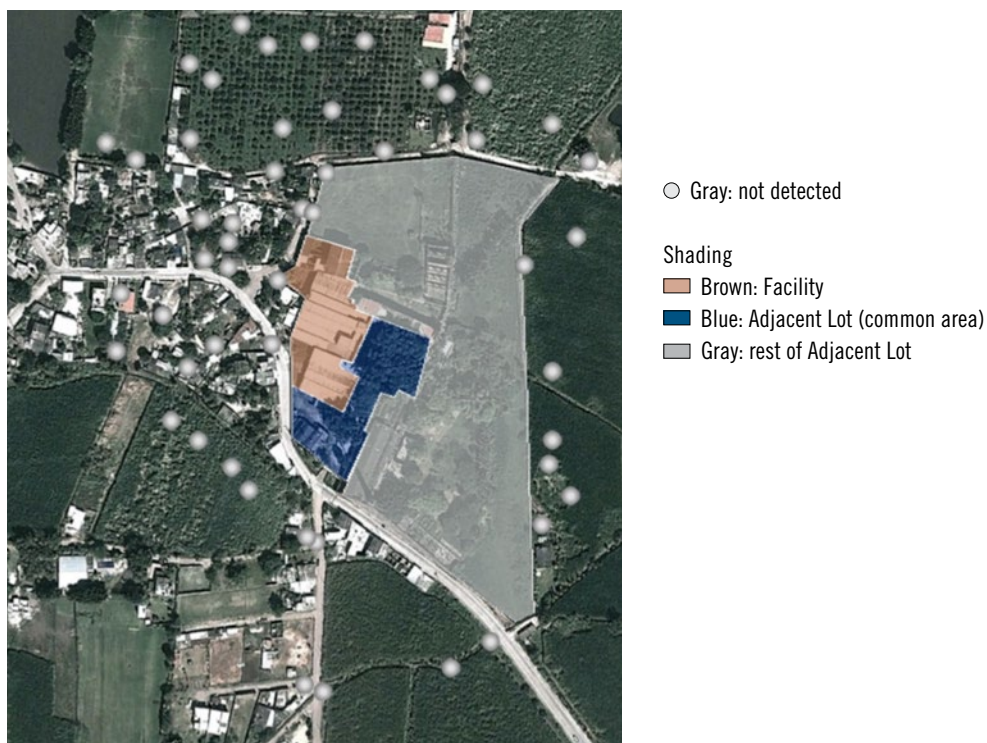 Gray: not detected
Shading
Brown: Facility
Blue: Adjacent Lot (common area)
Gray: rest of Adjacent Lot